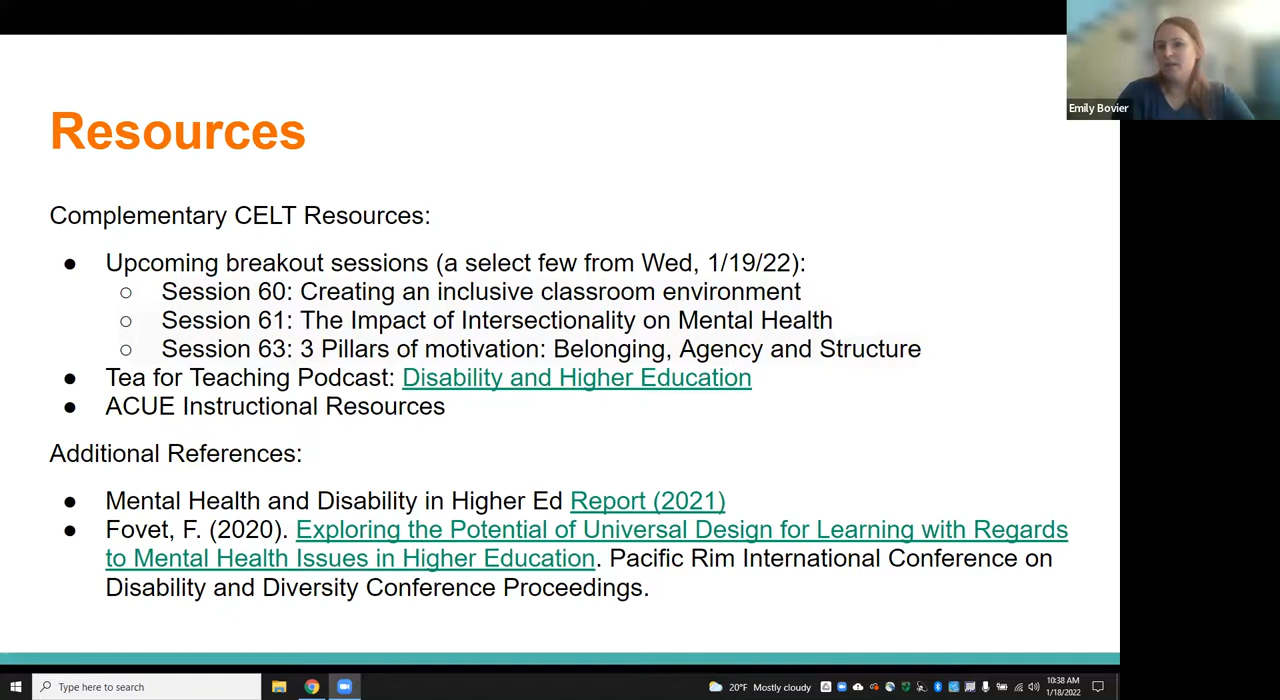 Emily Bovier
Resources
Complementary CELT Resources:
● Upcoming breakout sessions (a select few from Wed, 1/19/22):
○ Session 60: Creating an inclusive classroom environment
○ Session 61: The Impact of Intersectionality on Mental Health
○ Session 63: 3 Pillars of motivation: Belonging, Agency and Structure
● Tea for Teaching Podcast: Disability and Higher Education
● ACUE Instructional Resources
Additional References:
● Mental Health and Disability in Higher Ed Report (2021)
● Fovet, F. (2020). Exploring the Potential of Universal Design for Learning with Regards
to Mental Health Issues in Higher Education. Pacific Rim International Conference on
Disability and Diversity Conference Proceedings.
Type here to search
20°F Mostly cloudy
10:38 AM
1/18/2022